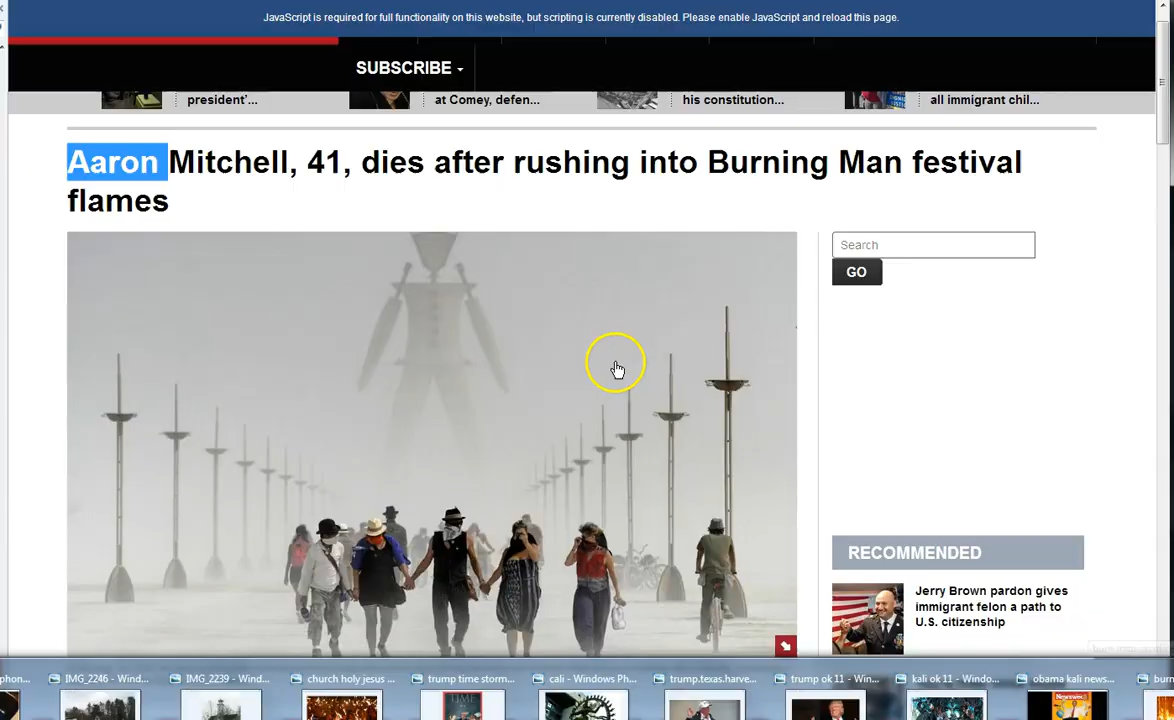 JavaScript is required for full functionality on this website, but scripting is currently disabled. Please enable JavaScript and reload this page.
SUBSCRIBE
president'... at Comey, defen... his constitution... all immigrant chil...
Aaron Mitchell, 41, dies after rushing into Burning Man festival
flames
Search
GO
RECOMMENDED
Jerry Brown pardon gives
immigrant felon a path to
U.S. citizenship
phon... IMG_2246 - Wind... IMG_2239 - Wind... church holy jesus ... trump time storm... cali - Windows Ph... trump.texas.harve... trump ok 11 - Win... kali ok 11 - Windo... obama kali news... burn
TIME
Newsweek